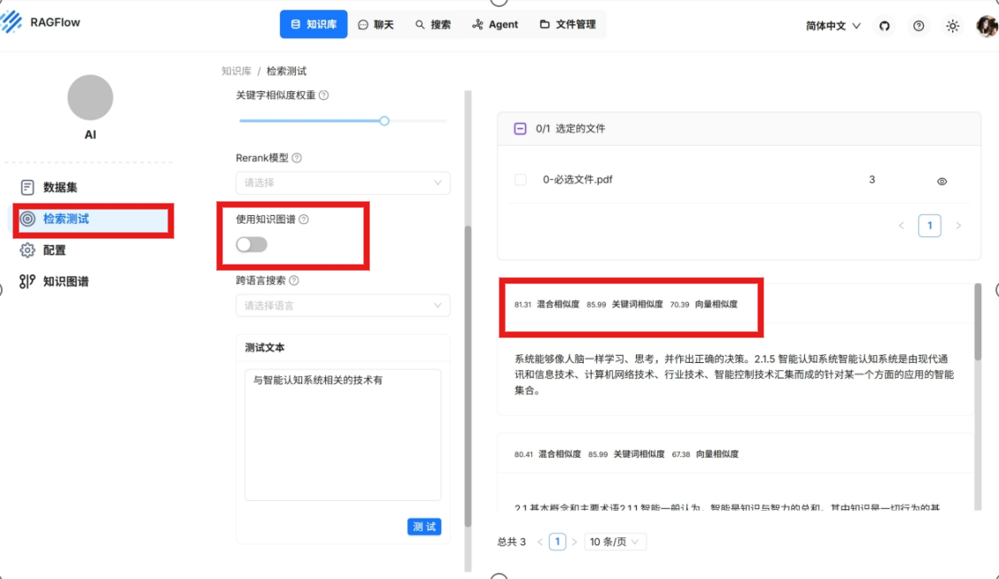 RAGFlow
知识库
聊天
搜索
Agent
文件管理
简体中文
AI
数据集
检索测试
配置
知识图谱
知识库 / 检索测试
关键字相似度权重
Rerank模型
请选择
使用知识图谱
跨语言搜索
请选择语言
测试文本
与智能认知系统相关的技术有
测 试
0/1 选定的文件
0-必选文件.pdf 3
1
81.31 混合相似度 85.99 关键词相似度 70.39 向量相似度
系统能够像人脑一样学习、思考，并作出正确的决策。2.1.5 智能认知系统智能认知系统是由现代通
讯和信息技术、计算机网络技术、行业技术、智能控制技术汇集而成的针对某一个方面的应用的智能
集合。
80.41 混合相似度 85.99 关键词相似度 67.38 向量相似度
2.1 基本概念和主要术语2.1.1 智能一般认为，智能是知识与智力的总和，其中知识是一切行为的基
总共 3 1 10 条/页